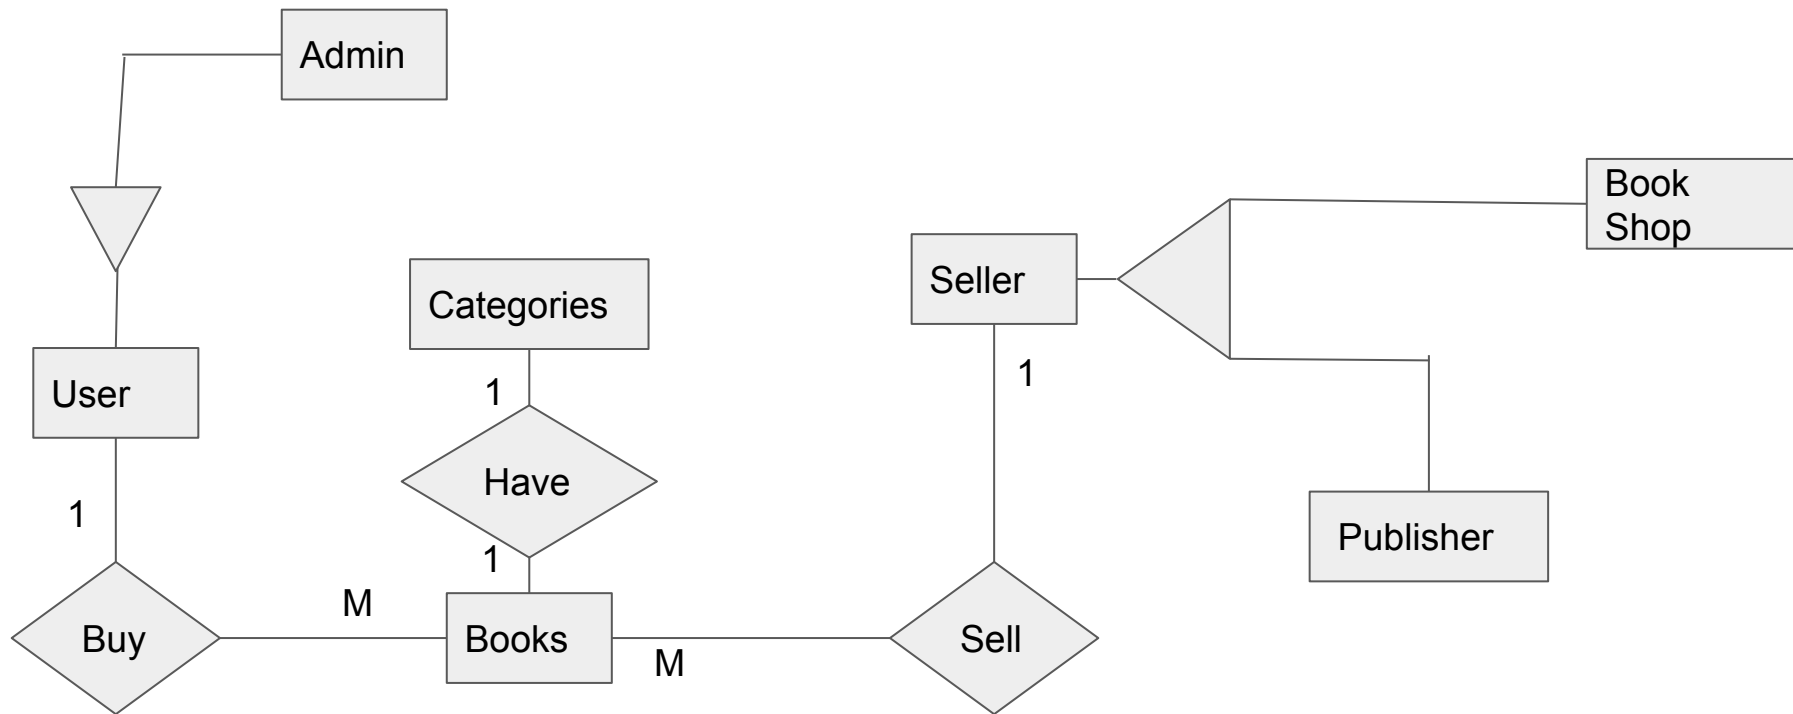 Admin
Book
Shop
Seller
Categories
User
1
1
Have
1
1
Publisher
M
Buy
Books
M
Sell